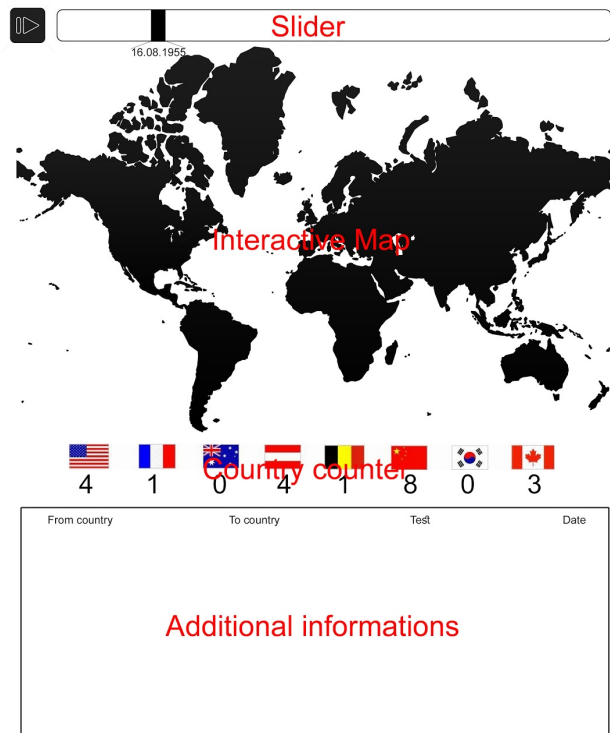 Slider
16.08.1955
Interactive Map
Country counter
4 1 0 4 1 8 0 3
From country To country Test Date
Additional informations